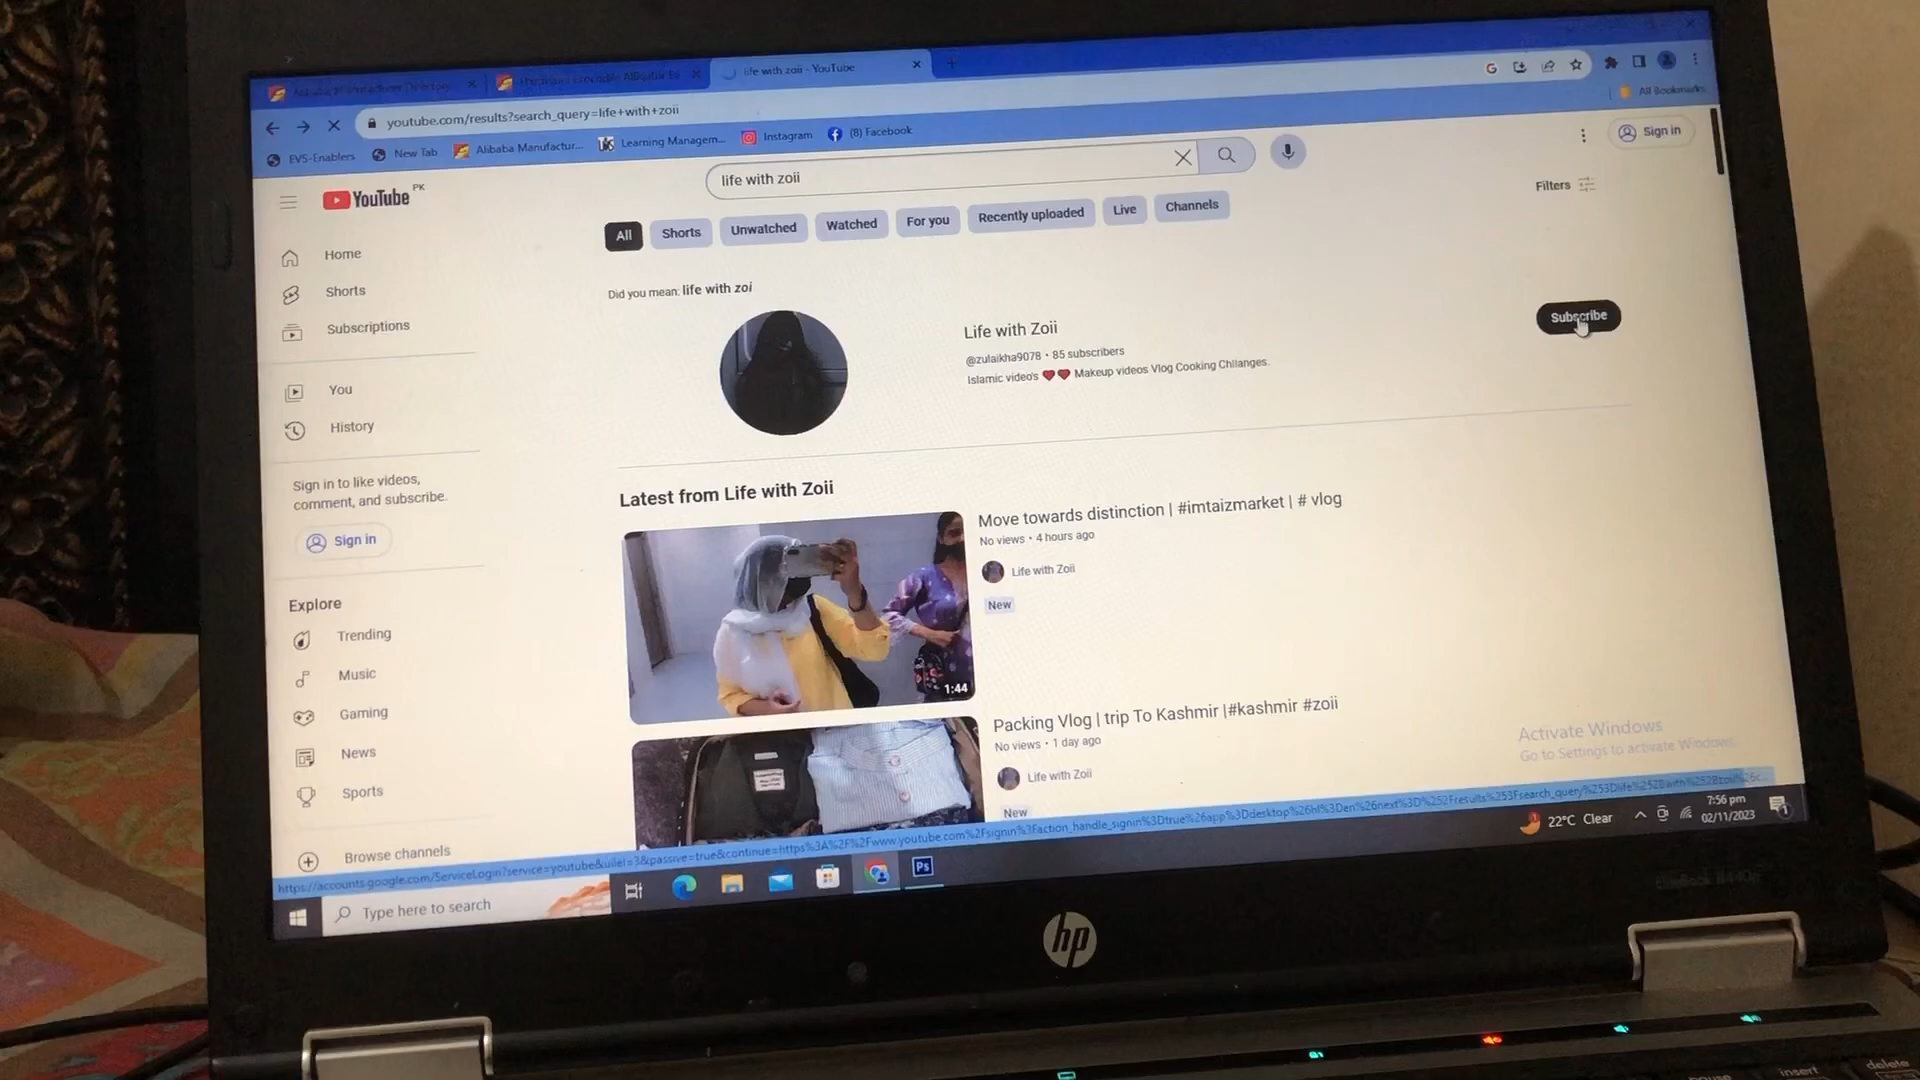 life with zoii - YouTube
youtube.com/results?search_query=life+with+zoii
All Bookmarks
EVS-Enablers
New Tab
Alibaba Manufactur...
Learning Managem...
Instagram
(8) Facebook
YouTube PK
life with zoii
Sign in
All
Shorts
Unwatched
Watched
For you
Recently uploaded
Live
Channels
Filters
Home
Shorts
Subscriptions
You
History
Sign in to like videos,
comment, and subscribe.
Sign in
Explore
Trending
Music
Gaming
News
Sports
Browse channels
Did you mean: life with zoi
Life with Zoii
@zulaikha9078 • 85 subscribers
Islamic video's ❤❤ Makeup videos Vlog Cooking Chllanges.
Subscribe
Latest from Life with Zoii
1:44
Move towards distinction | #imtaizmarket | # vlog
No views • 4 hours ago
Life with Zoii
New
Packing Vlog | trip To Kashmir |#kashmir #zoii
No views • 1 day ago
Life with Zoii
New
Activate Windows
Go to Settings to activate Windows.
https://accounts.google.com/ServiceLogin?service=youtube&uilel=3&passive=true&continue=https%3A%2F%2Fwww.youtube.com%2Fsignin%3Faction_handle_signin%3Dtrue%26app%3Ddesktop%26hl%3Den%26next%3D%252Fresults%253Fsearch_query%253Dlife%252Bwith%252Bzoii%26c...
Type here to search
Ps
22°C Clear
7:56 pm
02/11/2023
1
hp
pause
insert
delete